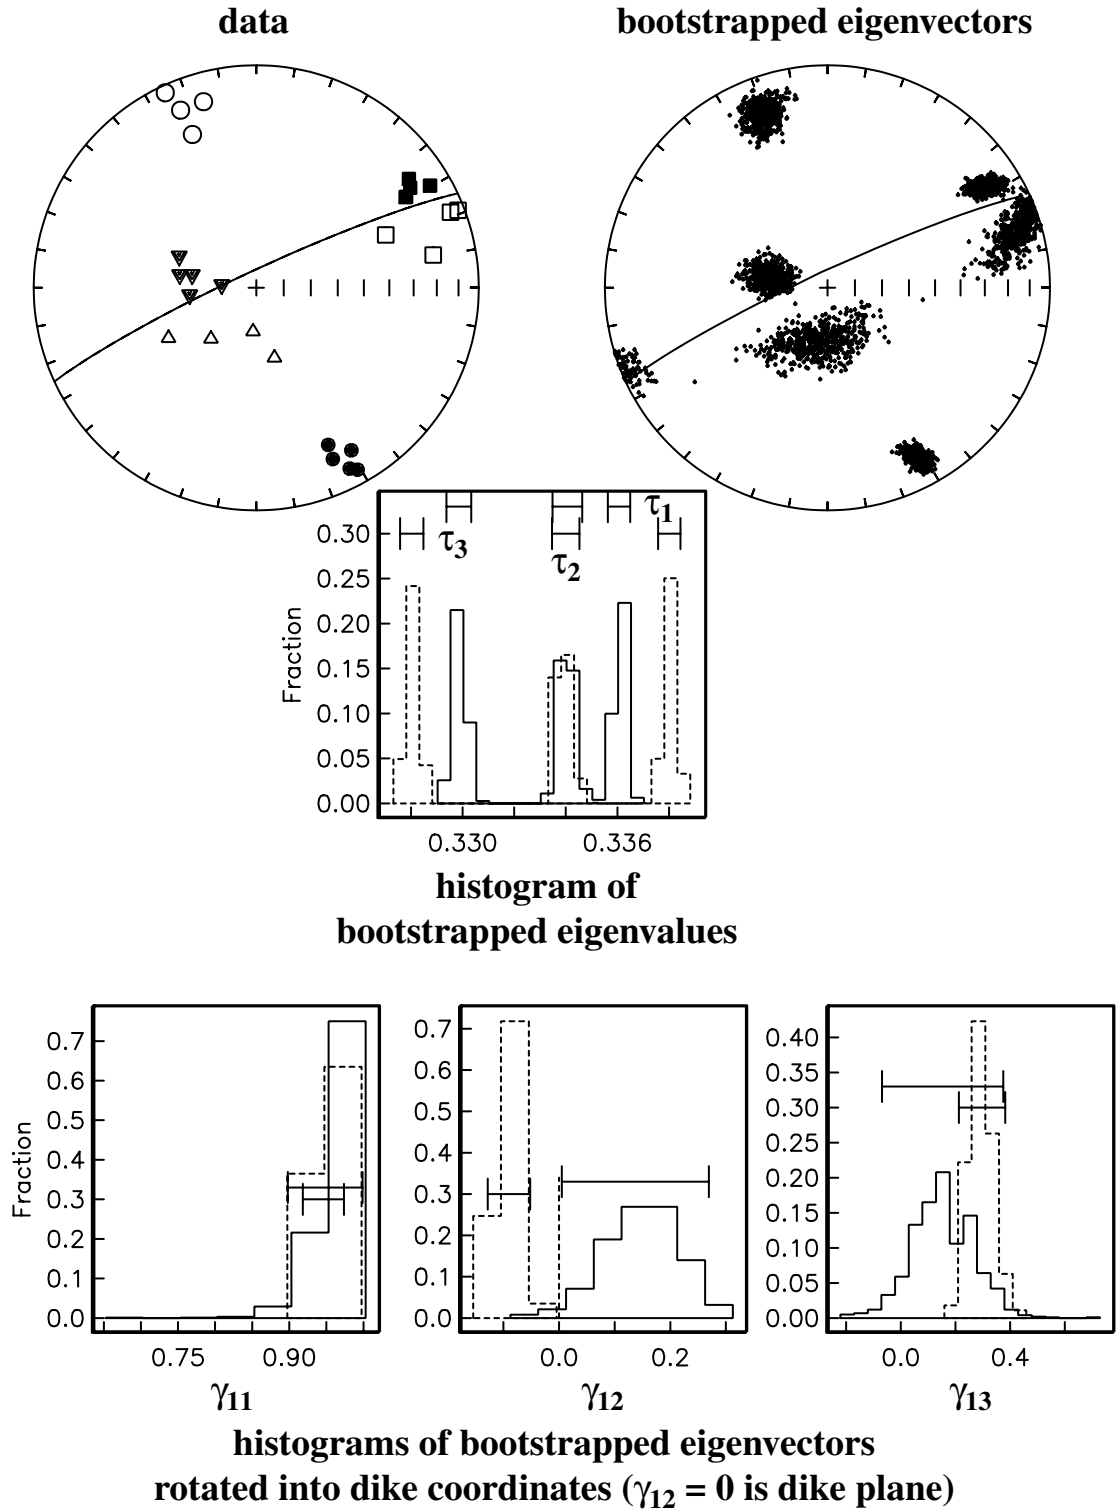 data
bootstrapped eigenvectors
τ1
τ3
τ2
0.30
0.25
0.20
0.15
0.10
0.05
0.00
Fraction
0.330 0.336
histogram of
bootstrapped eigenvalues
0.7
0.6
0.5
0.4
0.3
0.2
0.1
0.0
Fraction
0.75 0.90
γ11
0.7
0.6
0.5
0.4
0.3
0.2
0.1
0.0
0.0 0.2
γ12
0.40
0.35
0.30
0.25
0.20
0.15
0.10
0.05
0.00
0.0 0.4
γ13
histograms of bootstrapped eigenvectors
rotated into dike coordinates (γ12 = 0 is dike plane)